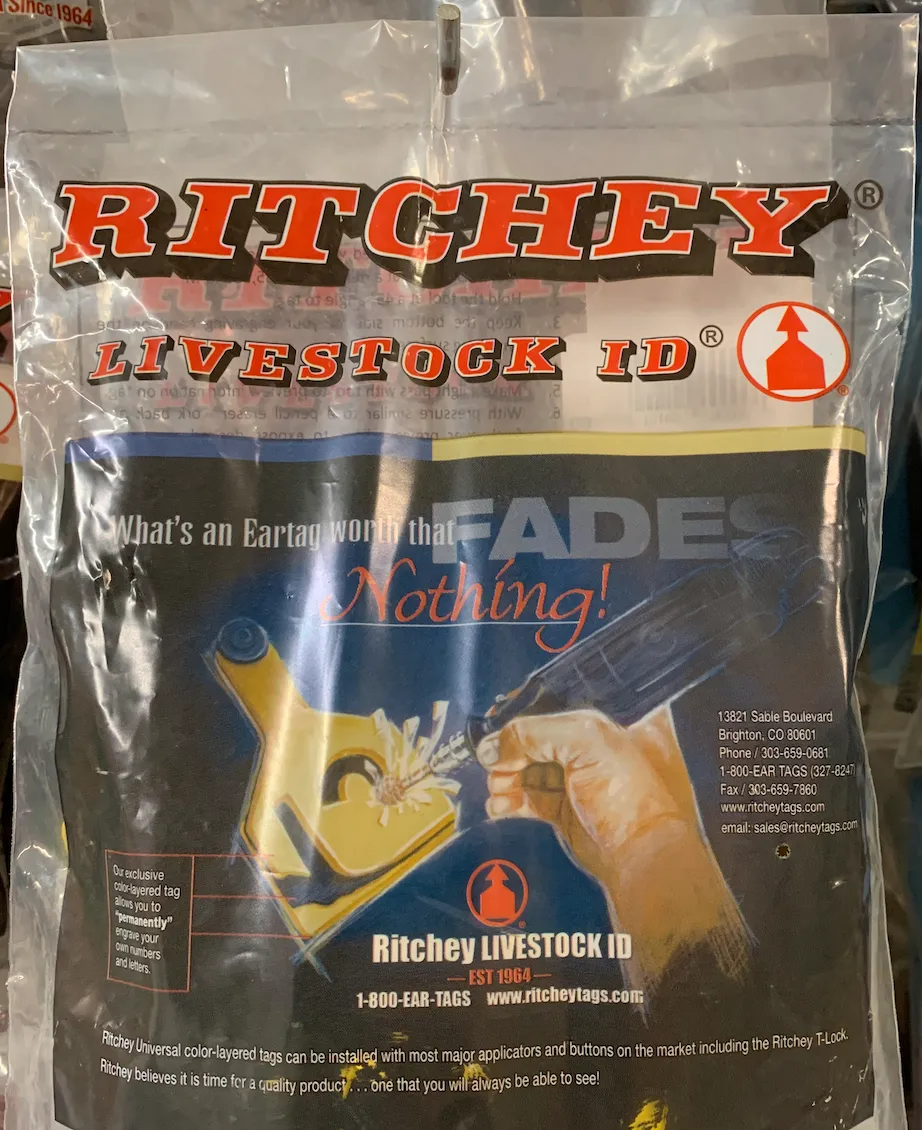 Since 1964
RITCHEY®
LIVESTOCK ID®
What's an Eartag worth that FADES
Nothing!
13821 Sable Boulevard
Brighton, CO 80601
Phone / 303-659-0681
1-800-EAR TAGS (327-8247)
Fax / 303-659-7860
www.ritcheytags.com
email: sales@ritcheytags.com
Our exclusive
color-layered tag
allows you to
"permanently"
engrave your
own numbers
and letters.
Ritchey LIVESTOCK ID
EST 1964
1-800-EAR-TAGS www.ritcheytags.com
Ritchey Universal color-layered tags can be installed with most major applicators and buttons on the market including the Ritchey T-Lock.
Ritchey believes it is time for a quality product . . . one that you will always be able to see!